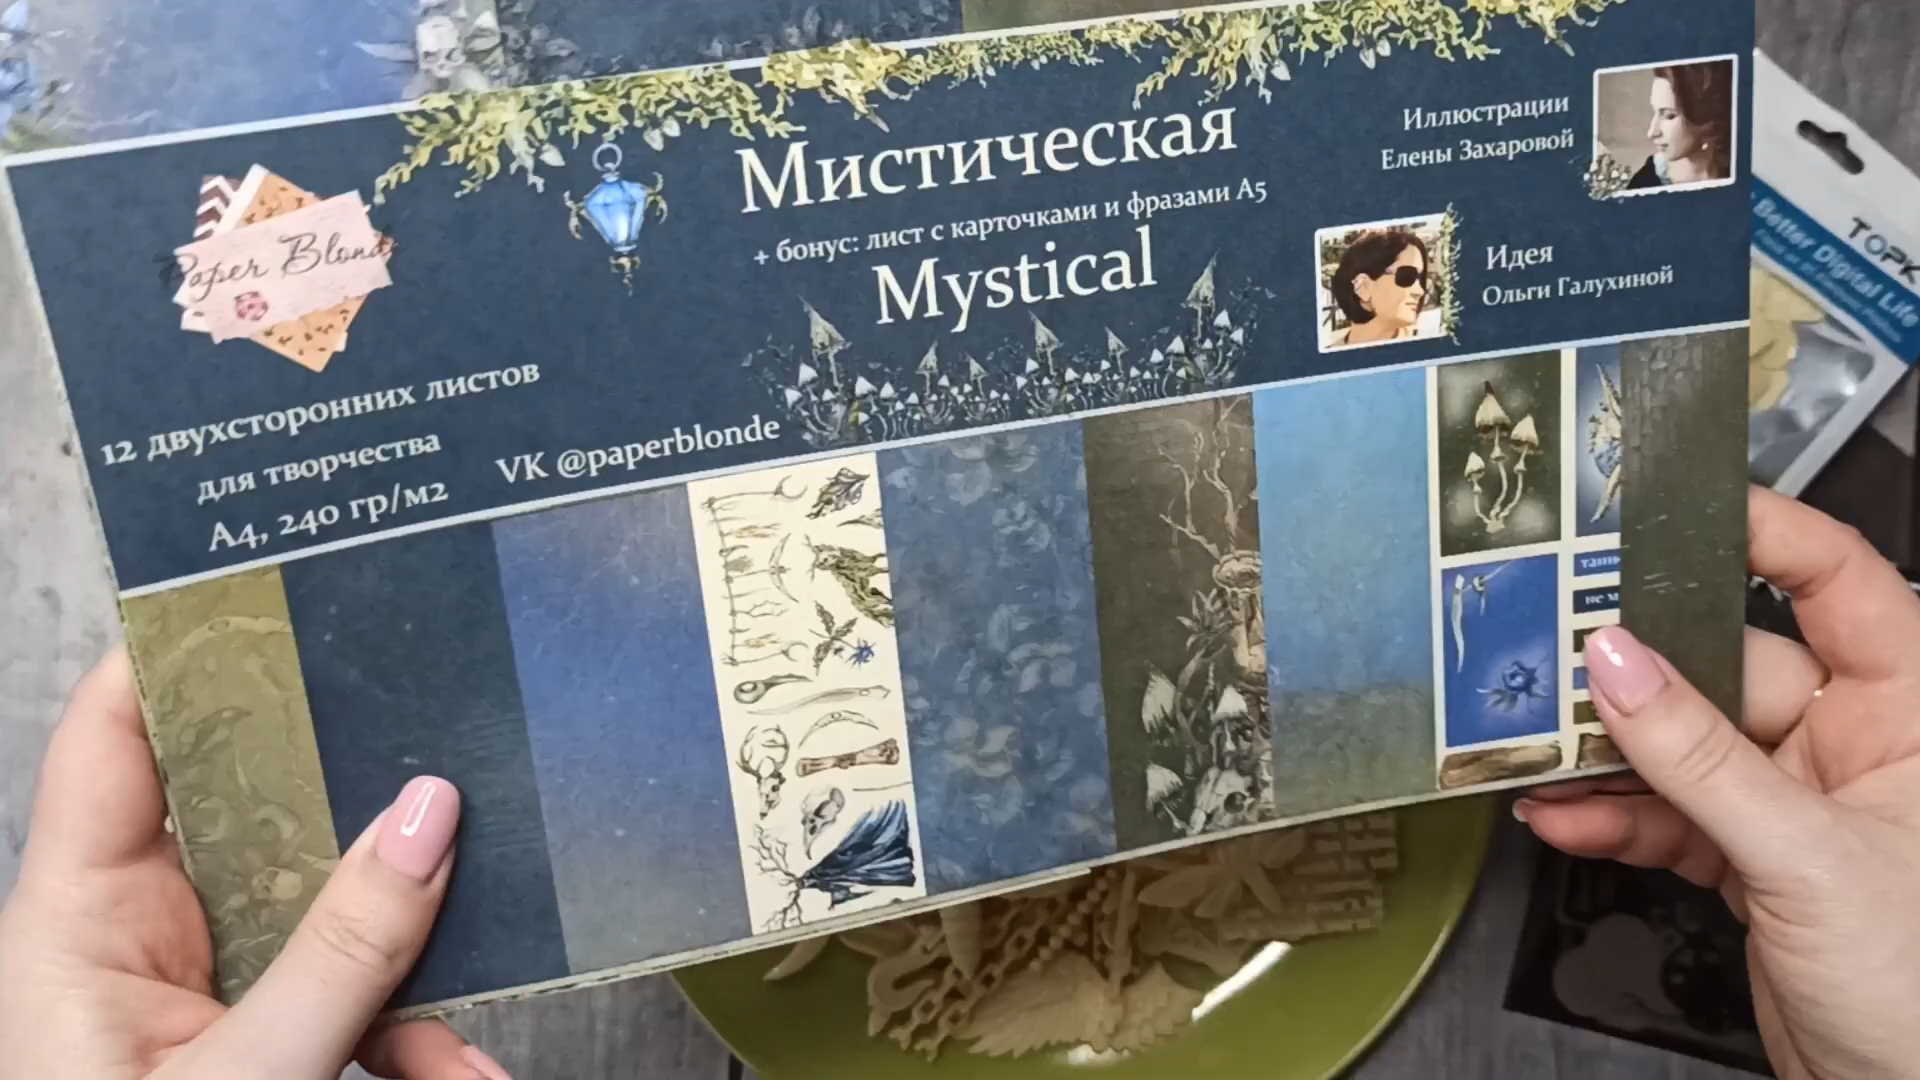 Paper Blonde
Мистическая
+ бонус: лист с карточками и фразами А5
Mystical
Иллюстрации
Елены Захаровой
Идея
Ольги Галухиной
12 двухсторонних листов
для творчества
А4, 240 гр/м2
VK @paperblonde
не м
TOPK
Better Digital Life